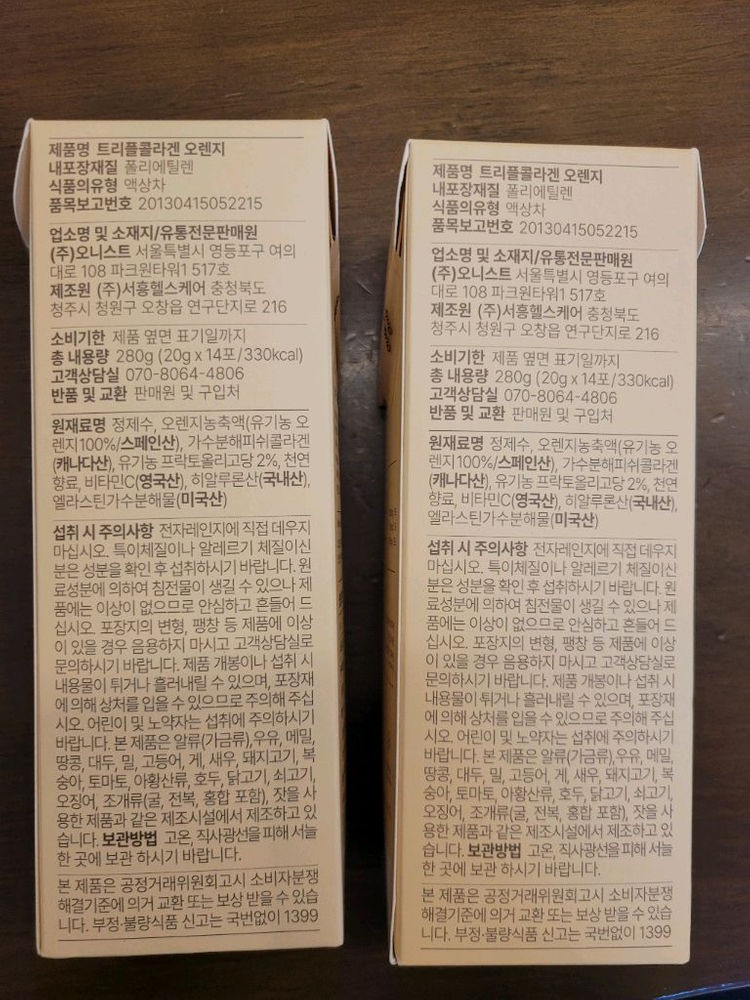 제품명 트리플콜라겐 오렌지
내포장재질 폴리에틸렌
식품의유형 액상차
품목보고번호 20130415052215
업소명 및 소재지/유통전문판매원
(주)오니스트 서울특별시 영등포구 여의
대로 108 파크원타워1 517호
제조원 (주)서흥헬스케어 충청북도
청주시 청원구 오창읍 연구단지로 216
소비기한 제품 옆면 표기일까지
총 내용량 280g (20g x 14포/330kcal)
고객상담실 070-8064-4806
반품 및 교환 판매원 및 구입처
원재료명 정제수, 오렌지농축액(유기농 오
렌지100%/스페인산), 가수분해피쉬콜라겐
(캐나다산), 유기농 프락토올리고당 2%, 천연
향료, 비타민C(영국산), 히알루론산(국내산),
엘라스틴가수분해물(미국산)
섭취 시 주의사항 전자레인지에 직접 데우지
마십시오. 특이체질이나 알레르기 체질이신
분은 성분을 확인 후 섭취하시기 바랍니다. 원
료성분에 의하여 침전물이 생길 수 있으나 제
품에는 이상이 없으므로 안심하고 흔들어 드
십시오. 포장지의 변형, 팽창 등 제품에 이상
이 있을 경우 음용하지 마시고 고객상담실로
문의하시기 바랍니다. 제품 개봉이나 섭취 시
내용물이 튀거나 흘러내릴 수 있으며, 포장재
에 의해 상처를 입을 수 있으므로 주의해 주십
시오. 어린이 및 노약자는 섭취에 주의하시기
바랍니다. 본 제품은 알류(가금류),우유, 메밀,
땅콩, 대두, 밀, 고등어, 게, 새우, 돼지고기, 복
숭아, 토마토, 아황산류, 호두, 닭고기, 쇠고기,
오징어, 조개류(굴, 전복, 홍합 포함), 잣을 사
용한 제품과 같은 제조시설에서 제조하고 있
습니다. 보관방법 고온, 직사광선을 피해 서늘
한 곳에 보관 하시기 바랍니다.
본 제품은 공정거래위원회고시 소비자분쟁
해결기준에 의거 교환 또는 보상 받을 수 있습
니다. 부정·불량식품 신고는 국번없이 1399
제품명 트리플콜라겐 오렌지
내포장재질 폴리에틸렌
식품의유형 액상차
품목보고번호 20130415052215
업소명 및 소재지/유통전문판매원
(주)오니스트 서울특별시 영등포구 여의
대로 108 파크원타워1 517호
제조원 (주)서흥헬스케어 충청북도
청주시 청원구 오창읍 연구단지로 216
소비기한 제품 옆면 표기일까지
총 내용량 280g (20g x 14포/330kcal)
고객상담실 070-8064-4806
반품 및 교환 판매원 및 구입처
원재료명 정제수, 오렌지농축액(유기농 오
렌지100%/스페인산), 가수분해피쉬콜라겐
(캐나다산), 유기농 프락토올리고당 2%, 천연
향료, 비타민C(영국산), 히알루론산(국내산),
엘라스틴가수분해물(미국산)
섭취 시 주의사항 전자레인지에 직접 데우지
마십시오. 특이체질이나 알레르기 체질이신
분은 성분을 확인 후 섭취하시기 바랍니다. 원
료성분에 의하여 침전물이 생길 수 있으나 제
품에는 이상이 없으므로 안심하고 흔들어 드
십시오. 포장지의 변형, 팽창 등 제품에 이상
이 있을 경우 음용하지 마시고 고객상담실로
문의하시기 바랍니다. 제품 개봉이나 섭취 시
내용물이 튀거나 흘러내릴 수 있으며, 포장재
에 의해 상처를 입을 수 있으므로 주의해 주십
시오. 어린이 및 노약자는 섭취에 주의하시기
바랍니다. 본 제품은 알류(가금류),우유, 메밀,
땅콩, 대두, 밀, 고등어, 게, 새우, 돼지고기, 복
숭아, 토마토, 아황산류, 호두, 닭고기, 쇠고기,
오징어, 조개류(굴, 전복, 홍합 포함), 잣을 사
용한 제품과 같은 제조시설에서 제조하고 있
습니다. 보관방법 고온, 직사광선을 피해 서늘
한 곳에 보관 하시기 바랍니다.
본 제품은 공정거래위원회고시 소비자분쟁
해결기준에 의거 교환 또는 보상 받을 수 있습
니다. 부정·불량식품 신고는 국번없이 1399